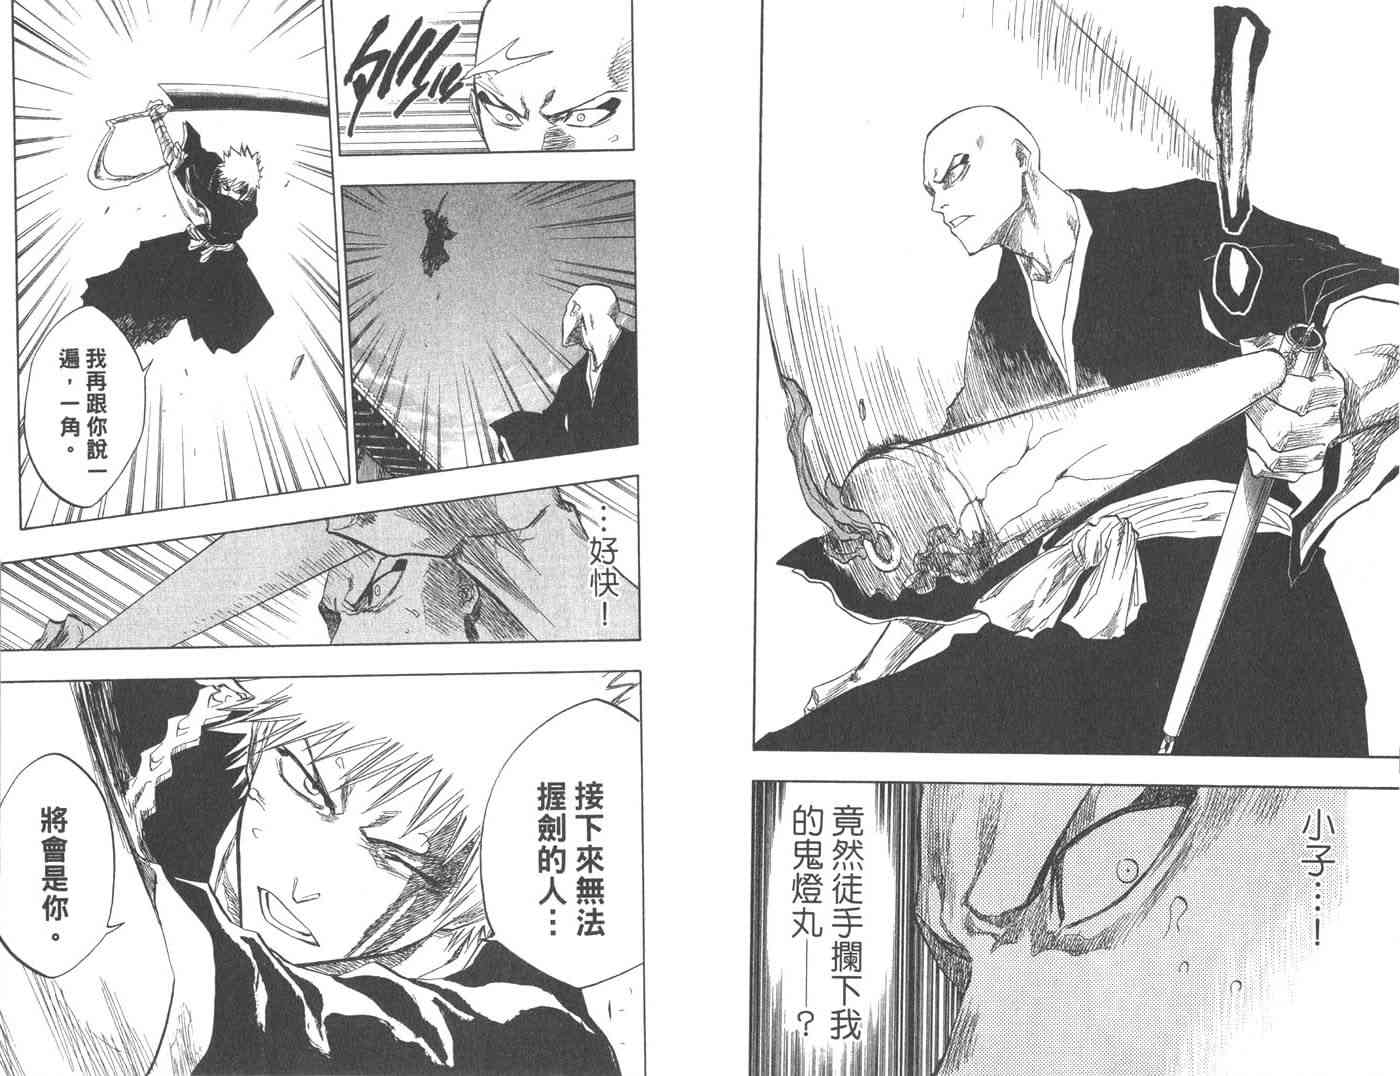 ！
小子…！
竟然徒手攔下我
的鬼燈丸——？
…好快！
我再跟你說一
遍，一角。
接下來無法
握劍的人…
將會是你。